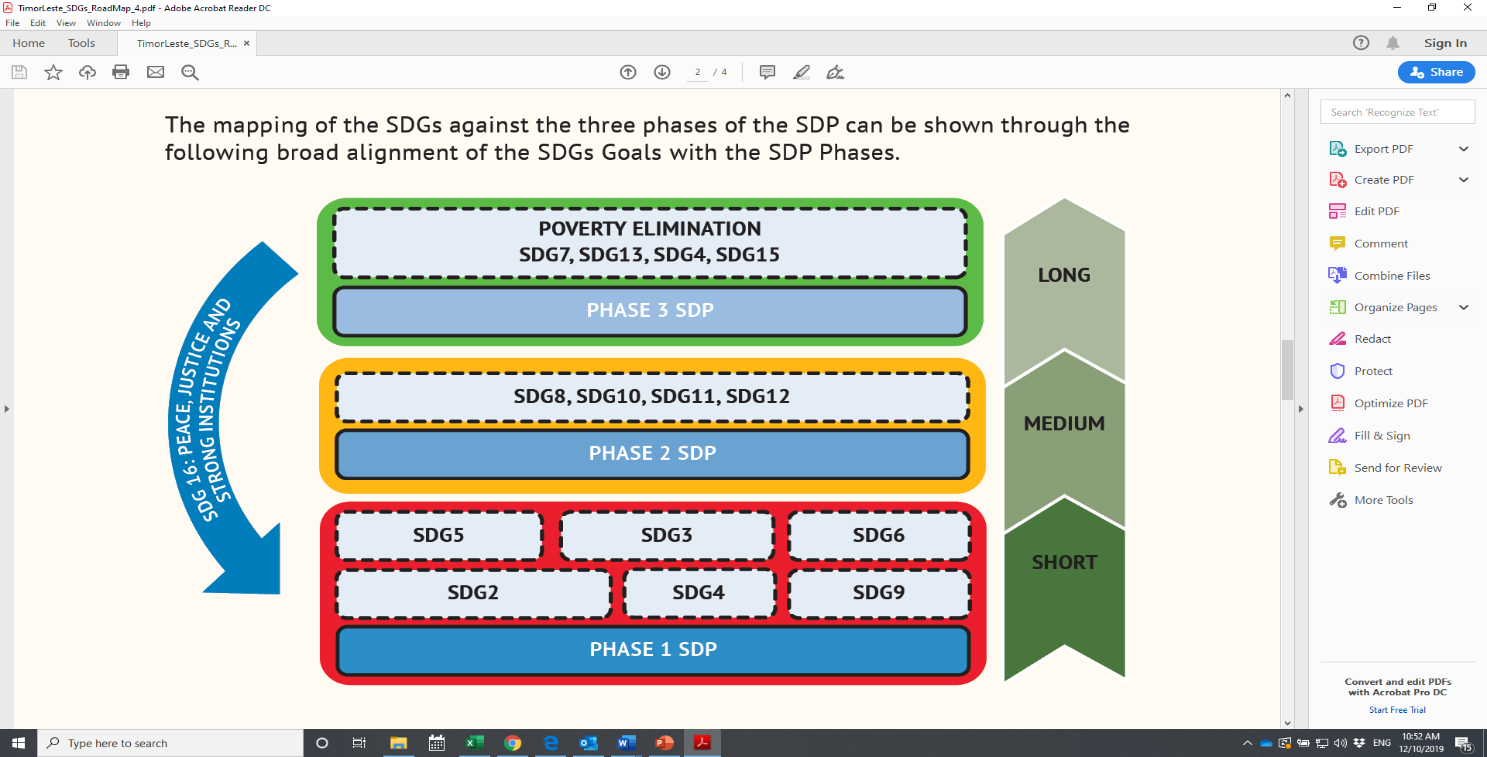 TimorLeste_SDGs_RoadMap_4.pdf - Adobe Acrobat Reader DC
File Edit View Window Help
Home Tools TimorLeste_SDGs_R... × Sign In
2 / 4 Share
The mapping of the SDGs against the three phases of the SDP can be shown through the
following broad alignment of the SDGs Goals with the SDP Phases.
SDG 16: PEACE, JUSTICE AND
STRONG INSTITUTIONS
POVERTY ELIMINATION
SDG7, SDG13, SDG4, SDG15
PHASE 3 SDP
SDG8, SDG10, SDG11, SDG12
PHASE 2 SDP
SDG5 SDG3 SDG6
SDG2 SDG4 SDG9
PHASE 1 SDP
LONG
MEDIUM
SHORT
Search 'Recognize Text'
Export PDF
Create PDF
Edit PDF
Comment
Combine Files
Organize Pages
Redact
Protect
Optimize PDF
Fill & Sign
Send for Review
More Tools
Convert and edit PDFs
with Acrobat Pro DC
Start Free Trial
Type here to search
ENG
10:52 AM
12/10/2019
15